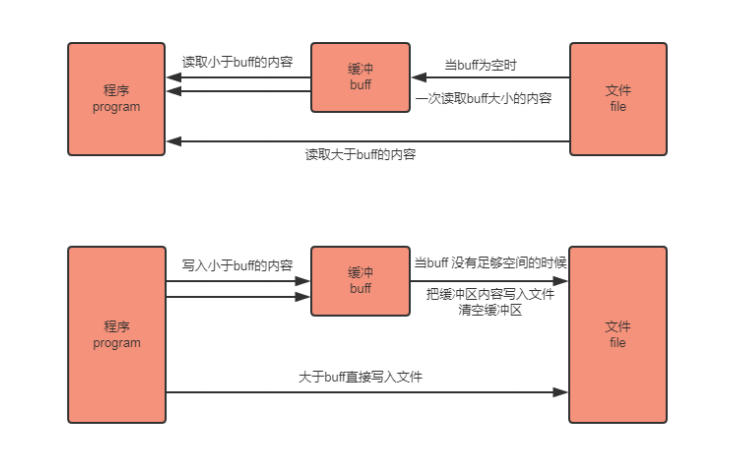 读取小于buff的内容
缓冲
buff
当buff为空时
程序
program
一次读取buff大小的内容
文件
file
读取大于buff的内容
写入小于buff的内容
缓冲
buff
当buff 没有足够空间的时候
把缓冲区内容写入文件
清空缓冲区
程序
program
文件
file
大于buff直接写入文件